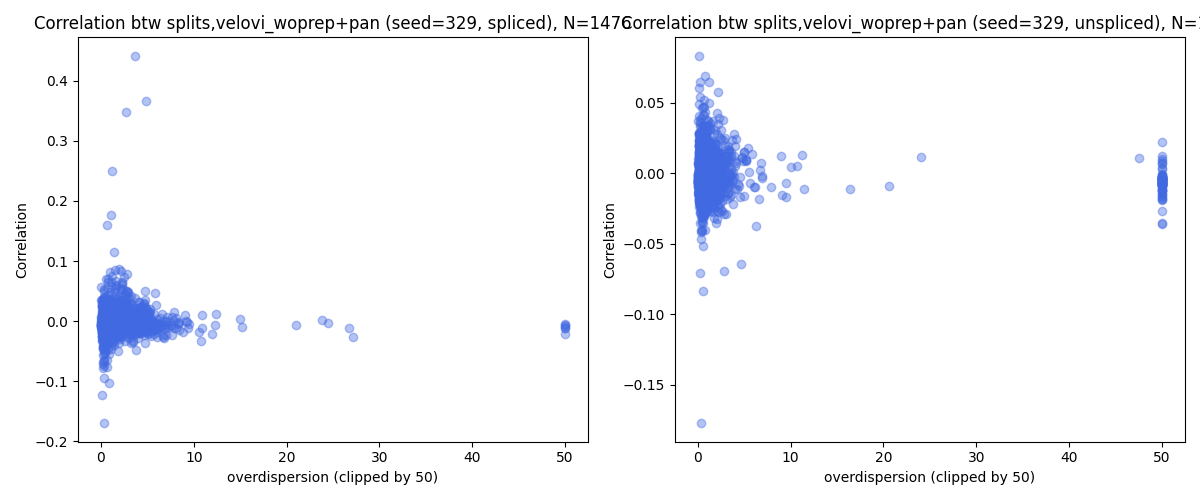 Correlation btw splits,velovi_woprep+pan (seed=329, spliced), N=1476
Correlation btw splits,velovi_woprep+pan (seed=329, unspliced), N=
0.4
0.3
0.2
0.1
0.0
−0.1
−0.2
Correlation
0 10 20 30 40 50
overdispersion (clipped by 50)
0.05
0.00
−0.05
−0.10
−0.15
Correlation
0 10 20 30 40 50
overdispersion (clipped by 50)